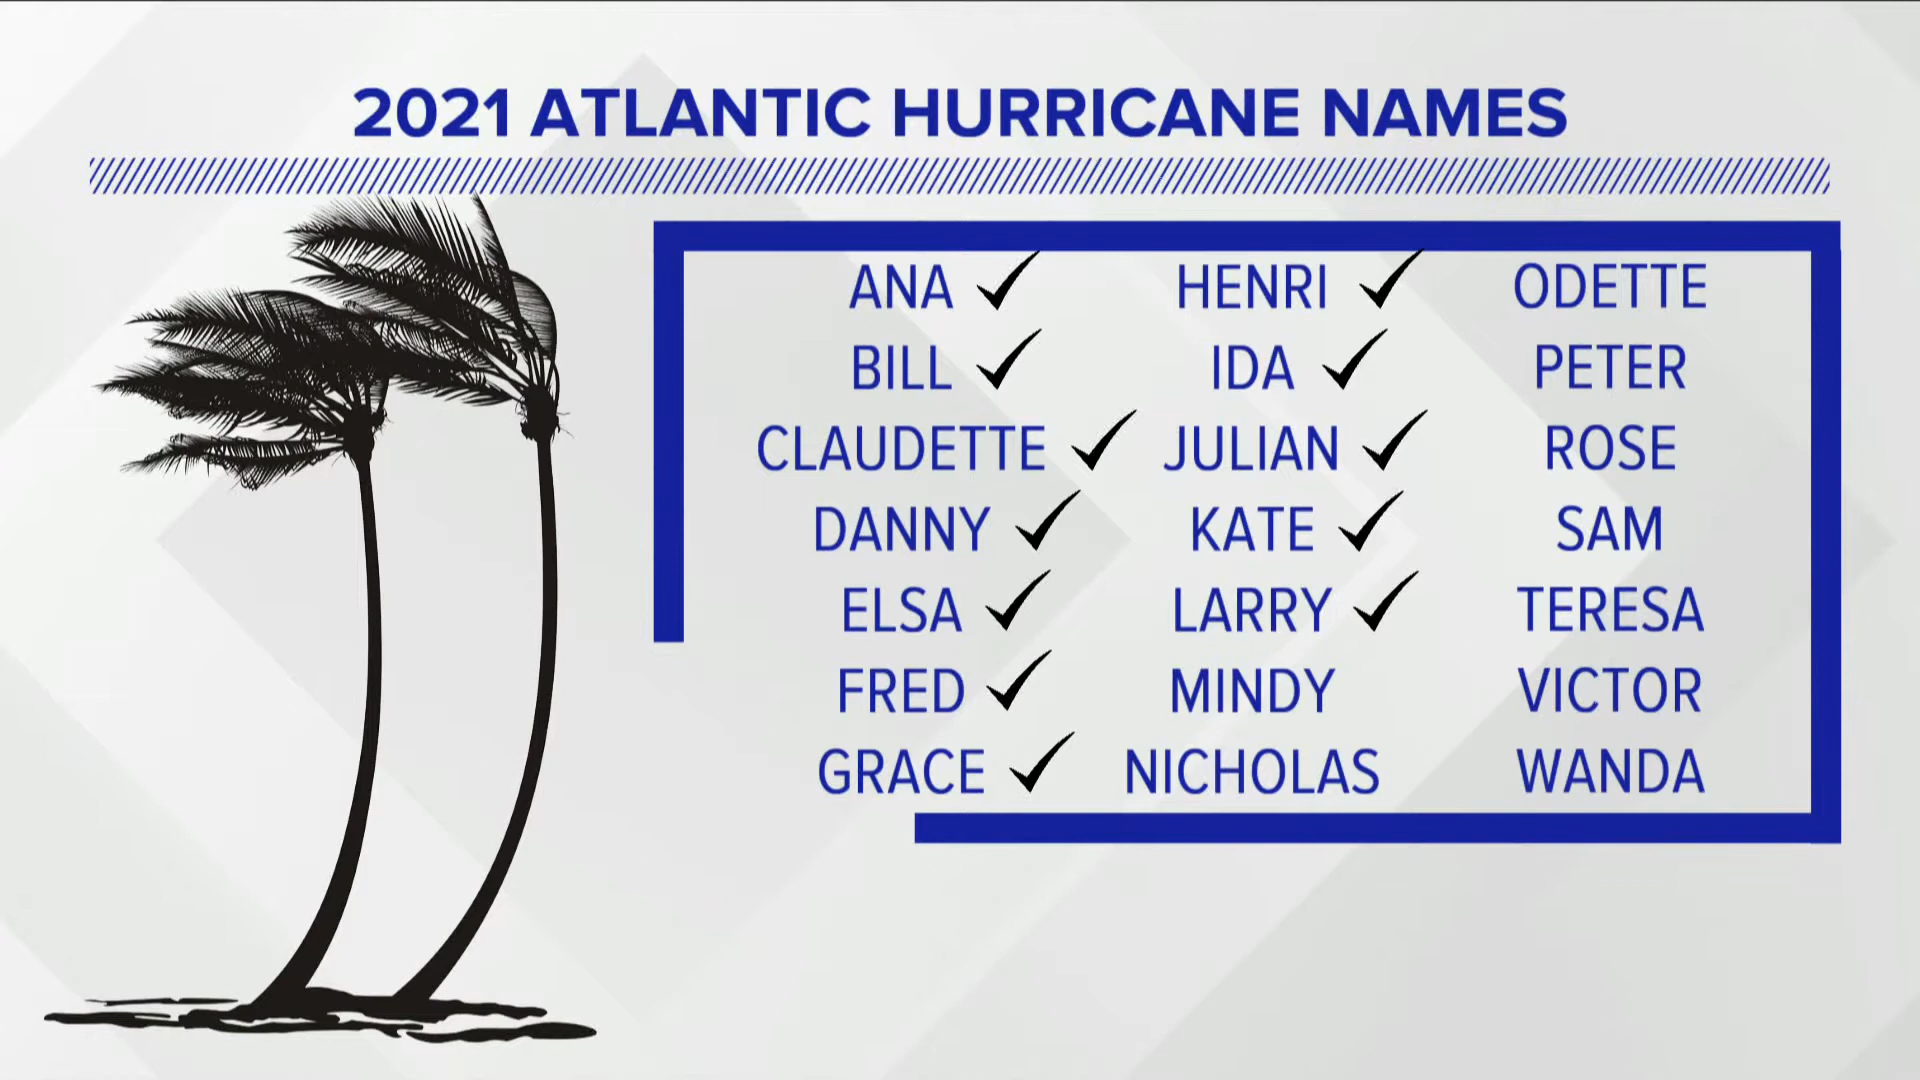 2021 ATLANTIC HURRICANE NAMES
ANA ✓ HENRI ✓ ODETTE
BILL ✓ IDA ✓ PETER
CLAUDETTE ✓ JULIAN ✓ ROSE
DANNY ✓ KATE ✓ SAM
ELSA ✓ LARRY ✓ TERESA
FRED ✓ MINDY VICTOR
GRACE ✓ NICHOLAS WANDA